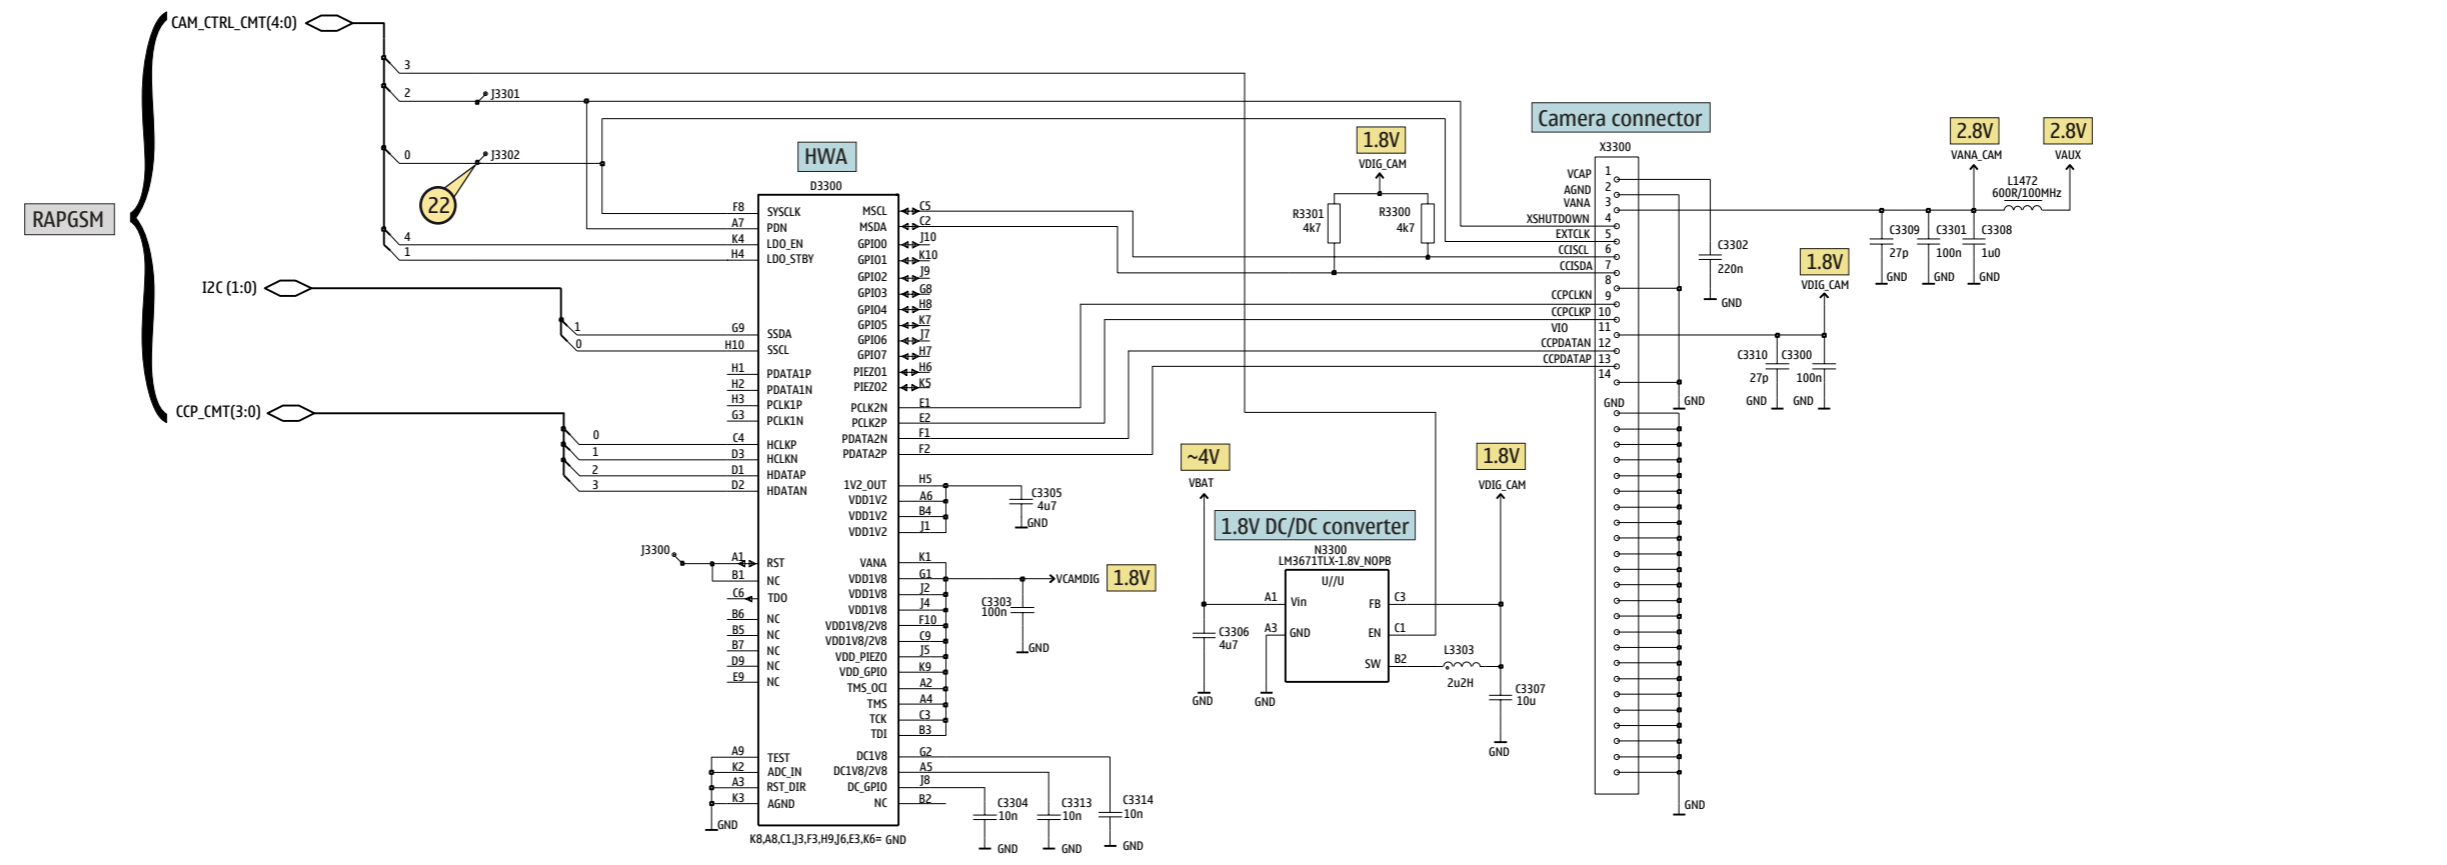 CAM_CTRL_CMT(4:0)
3
2
J3301
0
J3302
22
4
1
RAPGSM
I2C (1:0)
1
0
CCP_CMT(3:0)
0
1
2
3
HWA
D3300
F8 SYSCLK
A7 PDN
K4 LDO_EN
H4 LDO_STBY
G9 SSDA
H10 SSCL
H1 PDATA1P
H2 PDATA1N
H3 PCLK1P
G3 PCLK1N
C4 HCLKP
D3 HCLKN
D1 HDATAP
D2 HDATAN
J3300
A1 RST
B1 NC
C6 TDO
B6 NC
B5 NC
B7 NC
D9 NC
E9 NC
A9 TEST
K2 ADC_IN
A3 RST_DIR
K3 AGND
GND
MSCL C5
MSDA C2
GPIO0 J10
GPIO1 K10
GPIO2 J9
GPIO3 G8
GPIO4 H8
GPIO5 K7
GPIO6 J7
GPIO7 H7
PIEZO1 H6
PIEZO2 K5
PCLK2N E1
PCLK2P E2
PDATA2N F1
PDATA2P F2
1V2_OUT H5
VDD1V2 A6
VDD1V2 B4
VDD1V2 J1
VANA K1
VDD1V8 G1
VDD1V8 J2
VDD1V8 J4
VDD1V8/2V8 F10
VDD1V8/2V8 C9
VDD_PIEZO J5
VDD_GPIO K9
TMS_OCI A2
TMS A4
TCK C3
TDI B3
DC1V8 G2
DC1V8/2V8 A5
DC_GPIO J8
NC B2
K8,A8,C1,J3,F3,H9,J6,E3,K6= GND
C3305
4u7
GND
VCAMDIG
1.8V
C3303
100n
GND
C3304
10n
GND
C3313
10n
GND
C3314
10n
GND
1.8V
VDIG_CAM
R3301
4k7
R3300
4k7
~4V
VBAT
1.8V DC/DC converter
N3300
LM3671TLX-1.8V_NOPB
U//U
A1 Vin
A3 GND
FB C3
EN C1
SW B2
C3306
4u7
GND
GND
L3303
2u2H
1.8V
VDIG_CAM
C3307
10u
GND
Camera connector
X3300
VCAP 1
AGND 2
VANA 3
XSHUTDOWN 4
EXTCLK 5
CCISCL 6
CCISDA 7
8
CCPCLKN 9
CCPCLKP 10
VIO 11
CCPDATAN 12
CCPDATAP 13
14
GND
GND
GND
C3302
220n
GND
2.8V
VANA_CAM
2.8V
VAUX
L1472
600R/100MHz
C3309
27p
GND
C3301
100n
GND
C3308
1u0
GND
1.8V
VDIG_CAM
C3310
27p
GND
C3300
100n
GND